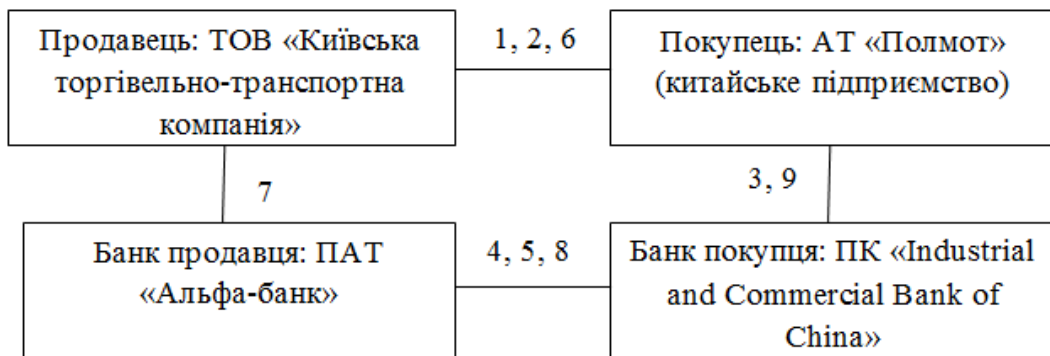 Продавець: ТОВ «Київська
торгівельно-транспортна
компанія»
1, 2, 6
Покупець: АТ «Полмот»
(китайське підприємство)
7
3, 9
Банк продавця: ПАТ
«Альфа-банк»
4, 5, 8
Банк покупця: ПК «Industrial
and Commercial Bank of
China»